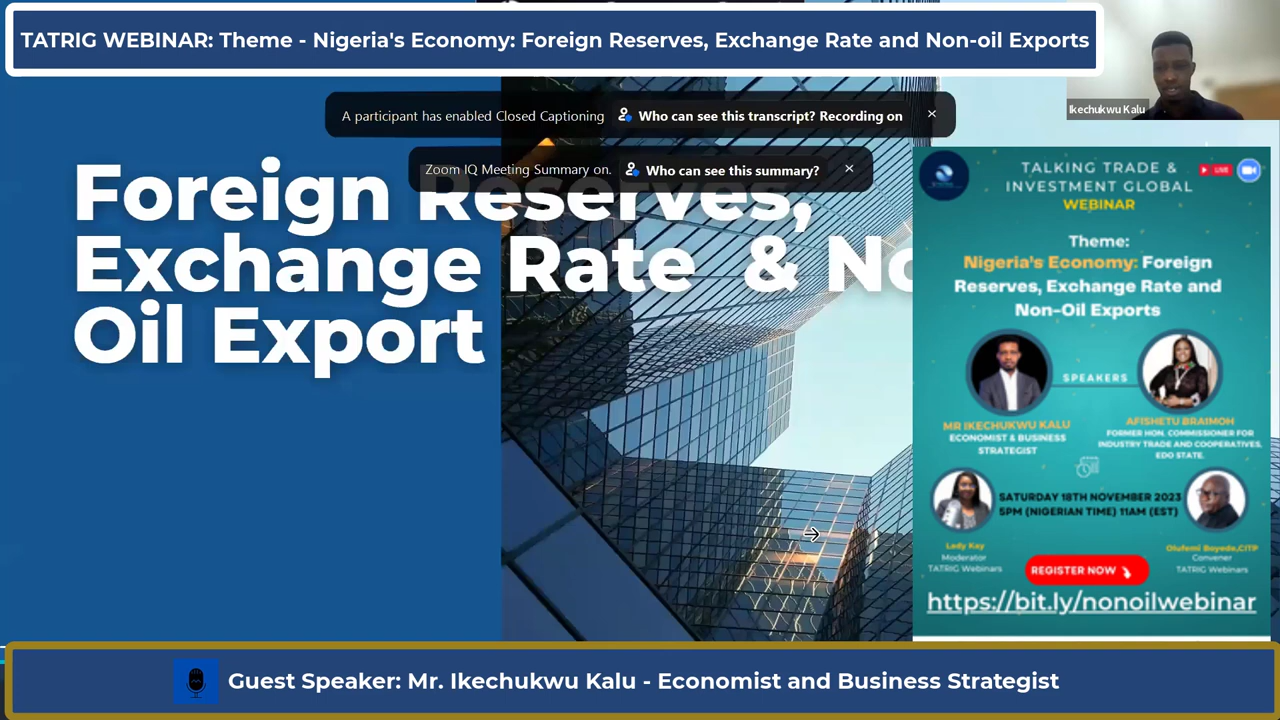 TATRIG WEBINAR: Theme - Nigeria's Economy: Foreign Reserves, Exchange Rate and Non-oil Exports
Ikechukwu Kalu
A participant has enabled Closed Captioning
Who can see this transcript? Recording on
Zoom IQ Meeting Summary on.
Who can see this summary?
Foreign Reserves,
Exchange Rate & No
Oil Export
TALKING TRADE &
INVESTMENT GLOBAL
WEBINAR
LIVE
Theme:
Nigeria's Economy: Foreign
Reserves, Exchange Rate and
Non-Oil Exports
SPEAKERS
MR IKECHUKWU KALU
ECONOMIST & BUSINESS
STRATEGIST
AFISHETU BRAIMOH
FORMER HON. COMMISSIONER FOR
INDUSTRY TRADE AND COOPERATIVES,
EDO STATE.
SATURDAY 18TH NOVEMBER 2023
5PM (NIGERIAN TIME) 11AM (EST)
Lady Key
Moderator
TATRIG Webinars
Olufemi Boyede,CITP
Convener
TATRIG Webinars
REGISTER NOW
https://bit.ly/nonoilwebinar
Guest Speaker: Mr. Ikechukwu Kalu - Economist and Business Strategist